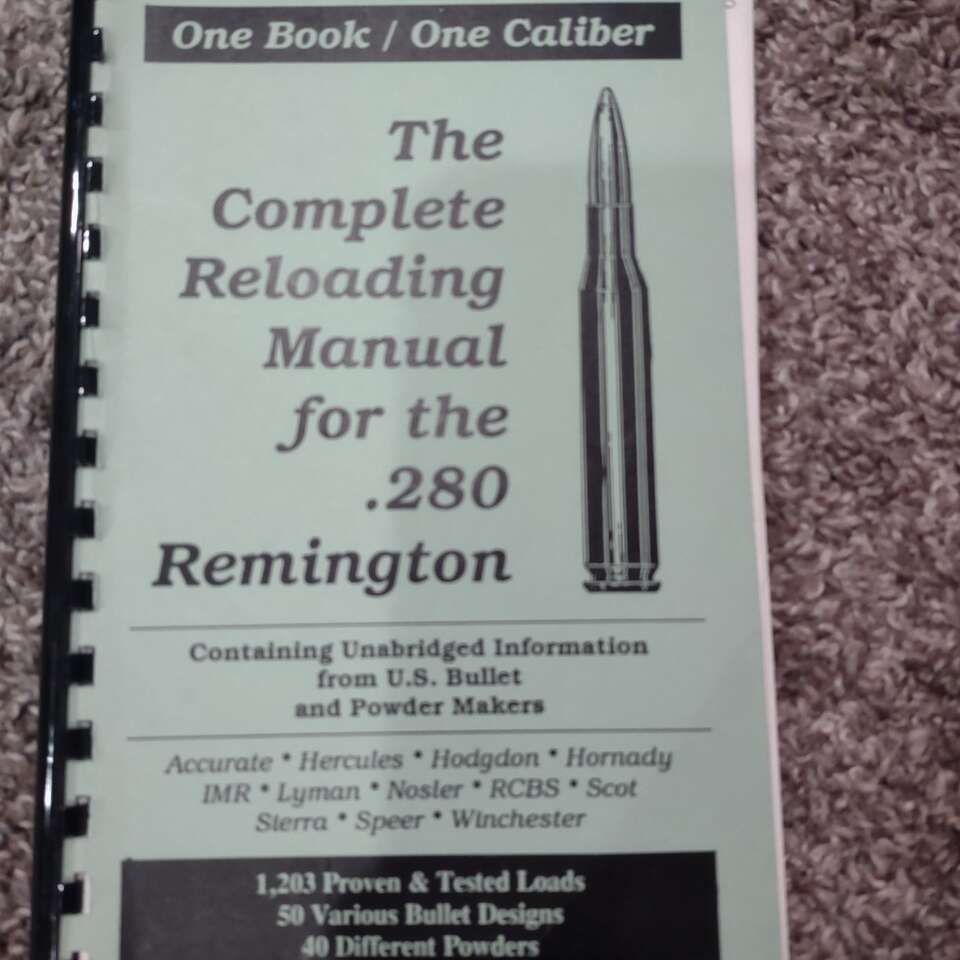 One Book / One Caliber
The
Complete
Reloading
Manual
for the
.280
Remington
Containing Unabridged Information
from U.S. Bullet
and Powder Makers
Accurate * Hercules * Hodgdon * Hornady
IMR * Lyman * Nosler * RCBS * Scot
Sierra * Speer * Winchester
1,203 Proven & Tested Loads
50 Various Bullet Designs
40 Different Powders